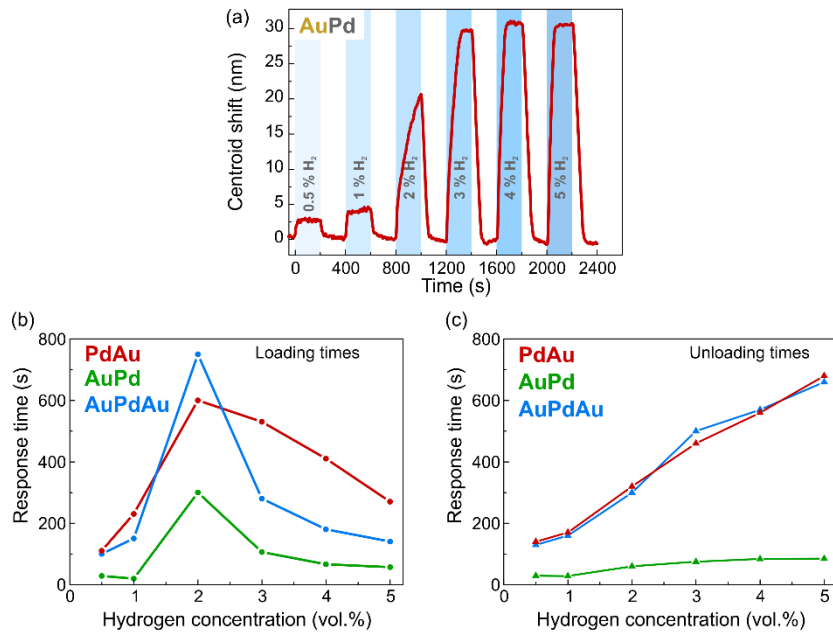 (a)
AuPd
Centroid shift (nm)
30
25
20
15
10
5
0
0.5 % H2
1 % H2
2 % H2
3 % H2
4 % H2
5 % H2
0 400 800 1200 1600 2000 2400
Time (s)
(b)
PdAu
AuPd
AuPdAu
Loading times
Response time (s)
800
600
400
200
0
0 1 2 3 4 5
Hydrogen concentration (vol.%)
(c)
PdAu
AuPd
AuPdAu
Unloading times
Response time (s)
800
600
400
200
0
0 1 2 3 4 5
Hydrogen concentration (vol.%)